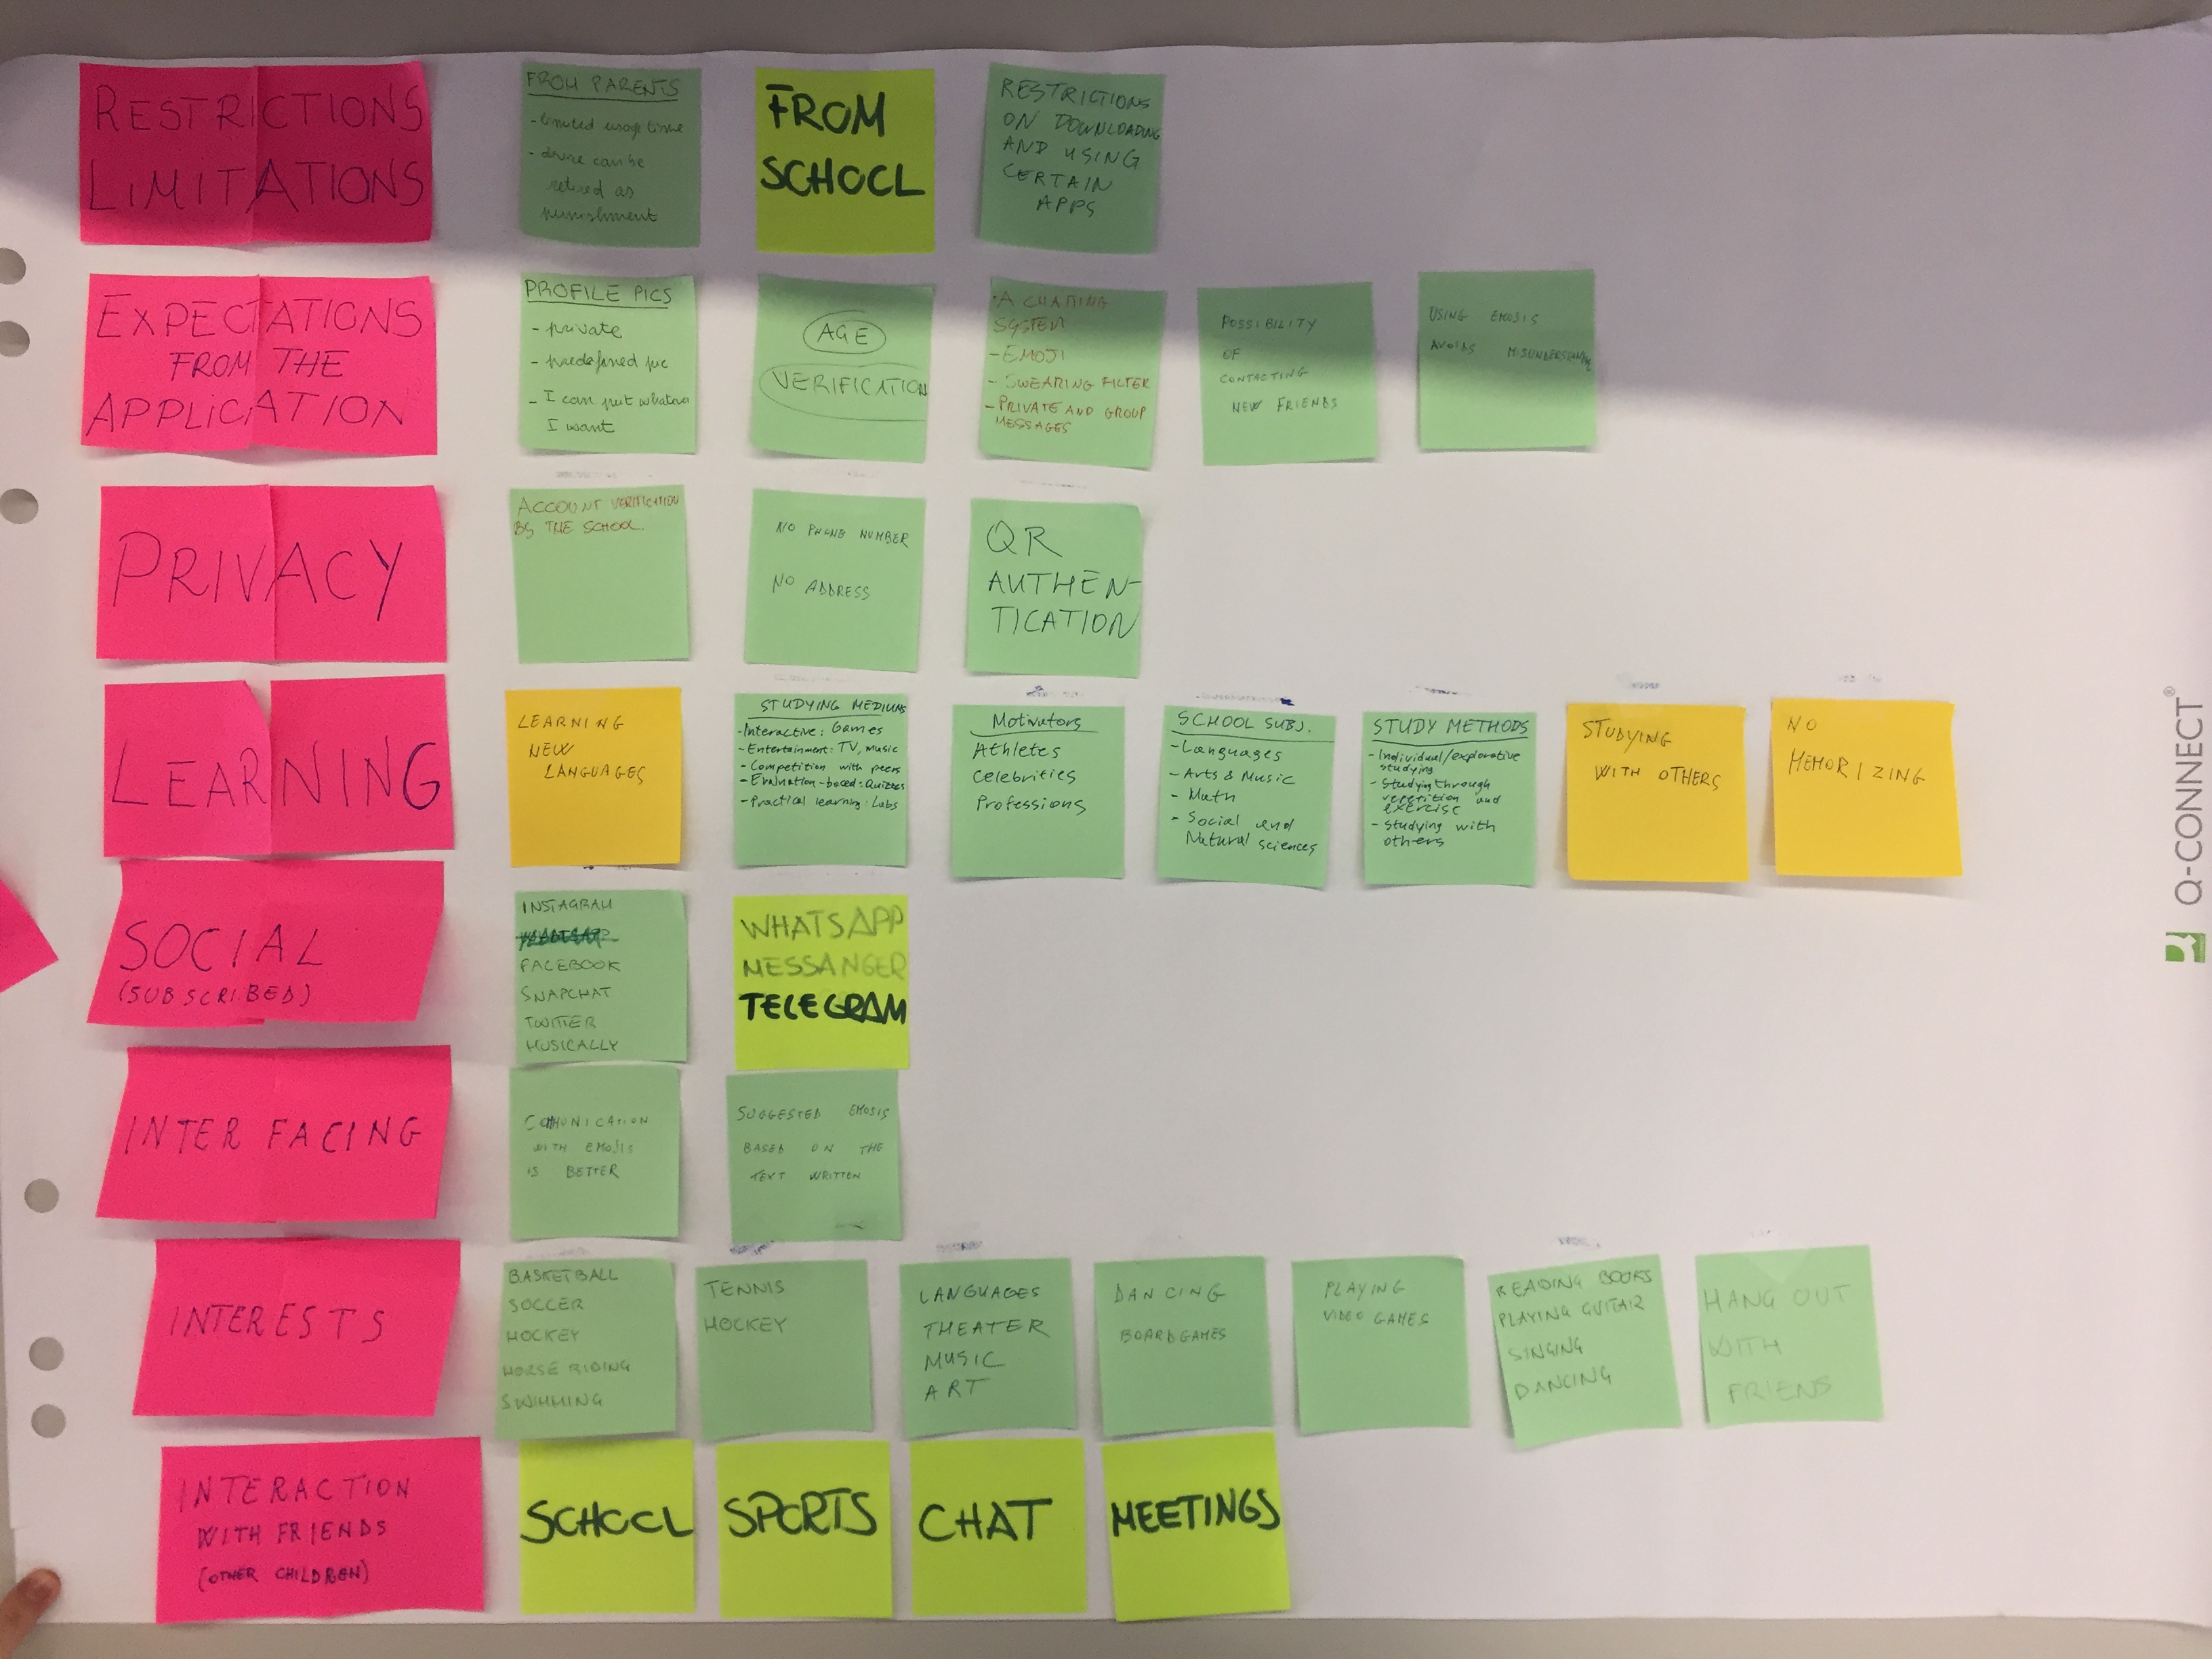 RESTRICTIONS
LIMITATIONS
FROM PARENTS
- limited usage time
- device can be
used as
punishment
FROM
SCHOOL
RESTRICTIONS
ON DOWNLOADING
AND USING
CERTAIN
APPS
EXPECTATIONS
FROM THE
APPLICATION
PROFILE PICS
- private
- predefined pic
- I can put whatever
I want
AGE
VERIFICATION
A CHATING
SYSTEM
- EMOJI
- SWEARING FILTER
- PRIVATE AND GROUP
MESSAGES
POSSIBILITY
OF
CONTACTING
NEW FRIENDS
USING EMOJIS
AVOIDS
PRIVACY
ACCOUNT VERIFICATION
BY THE SCHOOL
NO PHONE NUMBER
NO ADDRESS
QR
AUTHEN-
TICATION
LEARNING
LEARNING
NEW
LANGUAGES
STUDYING MEDIUMS
- Interactive: Games
- Entertainment: TV, music
- Competition with peers
- Evaluation-based: Quizzes
- Practical learning: Labs
Motivators
Athletes
Celebrities
Professions
SCHOOL SUBJ.
- Languages
- Arts & Music
- Math
- Social and
Natural sciences
STUDY METHODS
- Individual/explorative
studying
- Studying through
repetition and
exercise
- Studying with
others
STUDYING
WITH OTHERS
NO
MEMORIZING
SOCIAL
(SUBSCRIBED)
INSTAGRAM
FACEBOOK
SNAPCHAT
TWITTER
MUSICALLY
WHATSAPP
MESSANGER
TELEGRAM
INTERFACING
COMMUNICATION
WITH EMOJIS
IS BETTER
SUGGESTED EMOJIS
BASED ON THE
TEXT WRITTEN
INTERESTS
BASKETBALL
SOCCER
HOCKEY
HORSE RIDING
SWIMMING
TENNIS
HOCKEY
LANGUAGES
THEATER
MUSIC
ART
DANCING
BOARDGAMES
PLAYING
VIDEO GAMES
READING BOOKS
PLAYING GUITAR
SINGING
DANCING
HANG OUT
WITH
FRIENS
INTERACTION
WITH FRIENDS
(OTHER CHILDREN)
SCHOOL
SPORTS
CHAT
MEETINGS
Q-CONNECT®